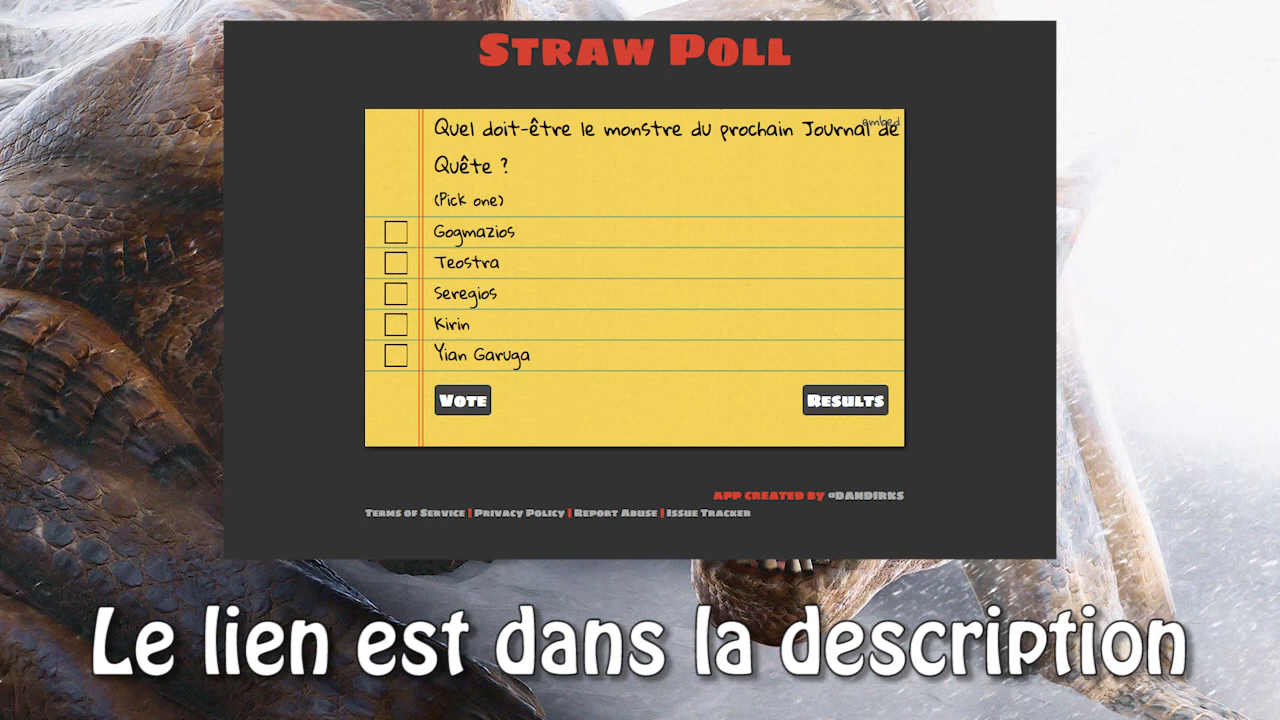 STRAW POLL
embed
Quel doit-être le monstre du prochain Journal de
Quête ?
(Pick one)
Gogmazios
Teostra
Seregios
Kirin
Yian Garuga
VOTE
RESULTS
APP CREATED BY @DANDIRKS
TERMS OF SERVICE | PRIVACY POLICY | REPORT ABUSE | ISSUE TRACKER
Le lien est dans la description